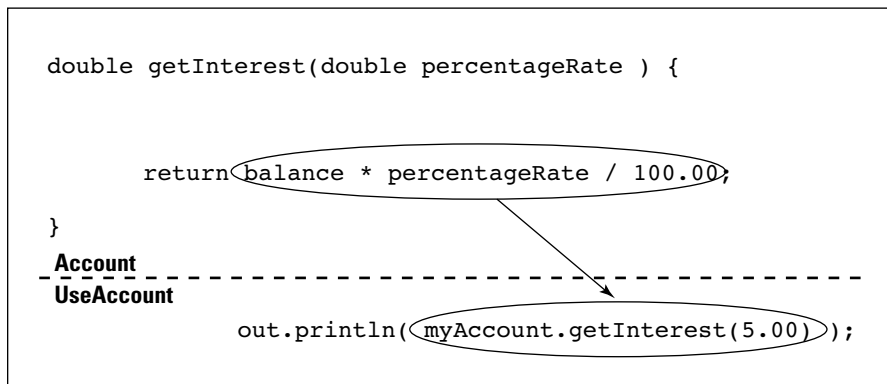 double getInterest(double percentageRate ) {
return balance * percentageRate / 100.00;
}
Account
UseAccount
out.println( myAccount.getInterest(5.00) );